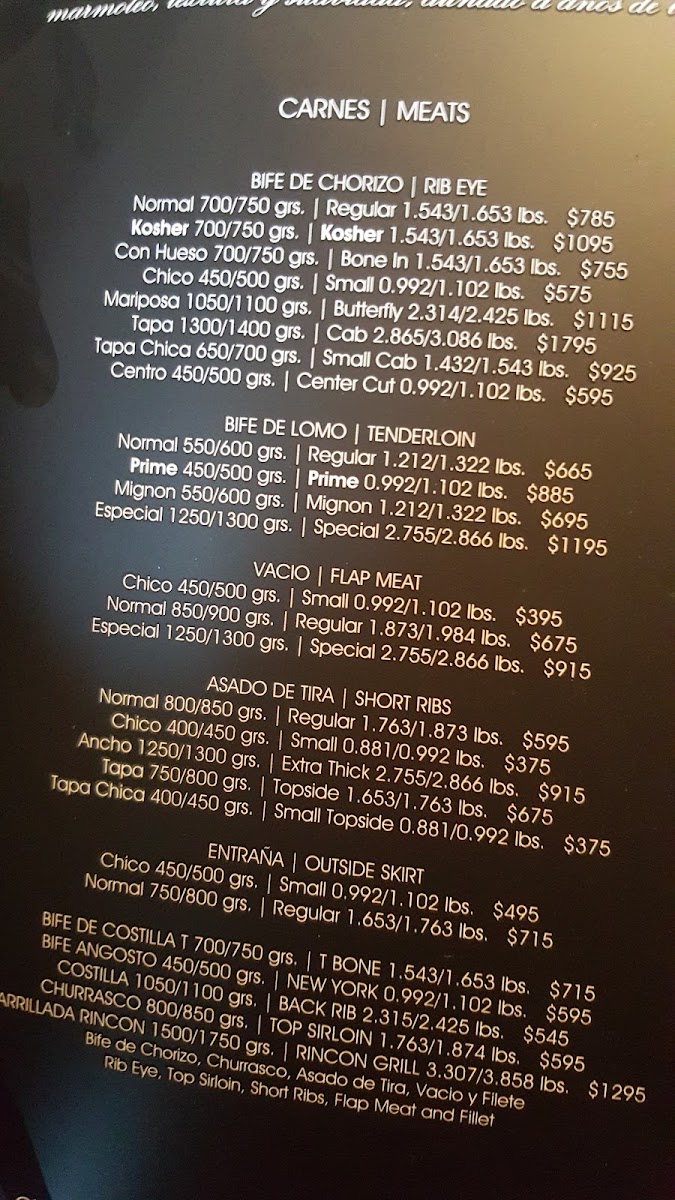 marmoleo, textura y suavidad, aunado a años de
CARNES | MEATS
BIFE DE CHORIZO | RIB EYE
Normal 700/750 grs. | Regular 1.543/1.653 lbs. $785
Kosher 700/750 grs. | Kosher 1.543/1.653 lbs. $1095
Con Hueso 700/750 grs. | Bone In 1.543/1.653 lbs. $755
Chico 450/500 grs. | Small 0.992/1.102 lbs. $575
Mariposa 1050/1100 grs. | Butterfly 2.314/2.425 lbs. $1115
Tapa 1300/1400 grs. | Cab 2.865/3.086 lbs. $1795
Tapa Chica 650/700 grs. | Small Cab 1.432/1.543 lbs. $925
Centro 450/500 grs. | Center Cut 0.992/1.102 lbs. $595
BIFE DE LOMO | TENDERLOIN
Normal 550/600 grs. | Regular 1.212/1.322 lbs. $665
Prime 450/500 grs. | Prime 0.992/1.102 lbs. $885
Mignon 550/600 grs. | Mignon 1.212/1.322 lbs. $695
Especial 1250/1300 grs. | Special 2.755/2.866 lbs. $1195
VACIO | FLAP MEAT
Chico 450/500 grs. | Small 0.992/1.102 lbs. $395
Normal 850/900 grs. | Regular 1.873/1.984 lbs. $675
Especial 1250/1300 grs. | Special 2.755/2.866 lbs. $915
ASADO DE TIRA | SHORT RIBS
Normal 800/850 grs. | Regular 1.763/1.873 lbs. $595
Chico 400/450 grs. | Small 0.881/0.992 lbs. $375
Ancho 1250/1300 grs. | Extra Thick 2.755/2.866 lbs. $915
Tapa 750/800 grs. | Topside 1.653/1.763 lbs. $675
Tapa Chica 400/450 grs. | Small Topside 0.881/0.992 lbs. $375
ENTRAÑA | OUTSIDE SKIRT
Chico 450/500 grs. | Small 0.992/1.102 lbs. $495
Normal 750/800 grs. | Regular 1.653/1.763 lbs. $715
BIFE DE COSTILLA T 700/750 grs. | T BONE 1.543/1.653 lbs. $715
BIFE ANGOSTO 450/500 grs. | NEW YORK 0.992/1.102 lbs. $595
COSTILLA 1050/1100 grs. | BACK RIB 2.315/2.425 lbs. $545
CHURRASCO 800/850 grs. | TOP SIRLOIN 1.763/1.874 lbs. $595
ARRILLADA RINCON 1500/1750 grs. | RINCON GRILL 3.307/3.858 lbs. $1295
Bife de Chorizo, Churrasco, Asado de Tira, Vacio y Filete
Rib Eye, Top Sirloin, Short Ribs, Flap Meat and Fillet